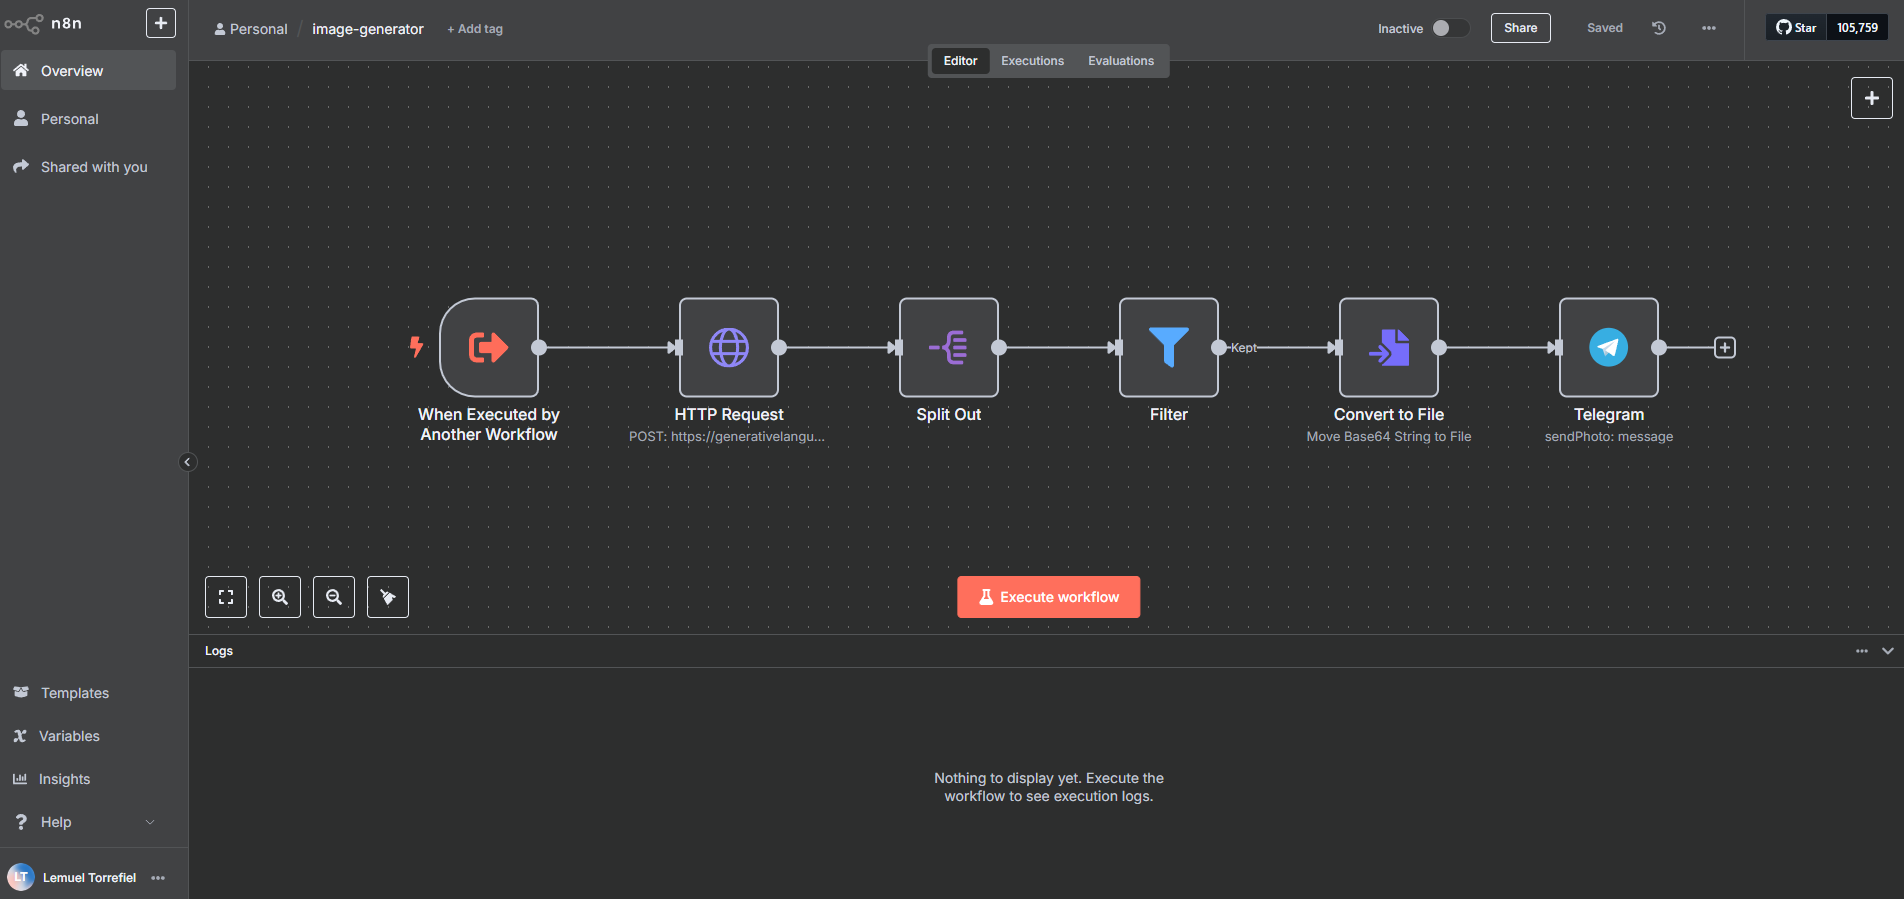 n8n
Personal / image-generator + Add tag
Inactive
Share
Saved
Star 105,759
Editor Executions Evaluations
Overview
Personal
Shared with you
Kept
When Executed by
Another Workflow
HTTP Request
POST: https://generativelangu...
Split Out
Filter
Convert to File
Move Base64 String to File
Telegram
sendPhoto: message
Execute workflow
Logs
Nothing to display yet. Execute the
workflow to see execution logs.
Templates
Variables
Insights
Help
LT Lemuel Torrefiel